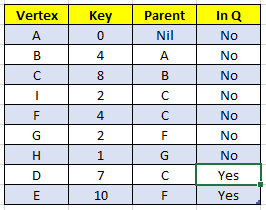 Vertex Key Parent In Q
A 0 Nil No
B 4 A No
C 8 B No
I 2 C No
F 4 C No
G 2 F No
H 1 G No
D 7 C Yes
E 10 F Yes